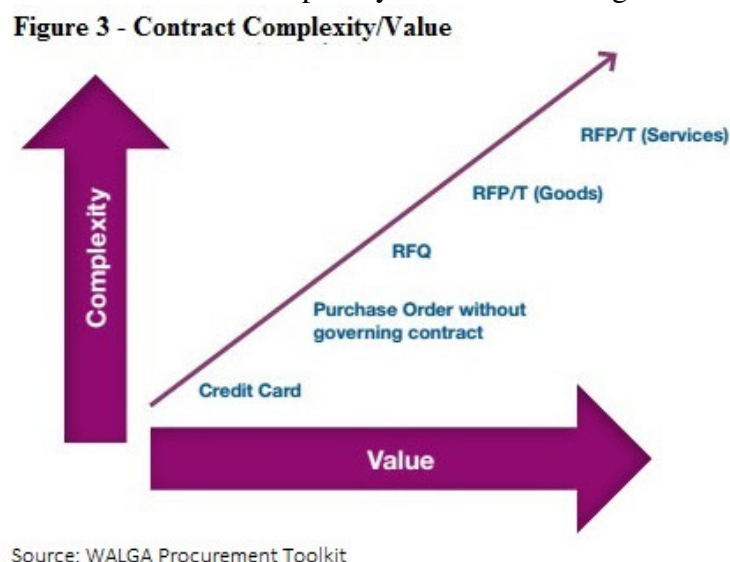 Figure 3 - Contract Complexity/Value
RFP/T (Services)
RFP/T (Goods)
RFQ
Purchase Order without
governing contract
Credit Card
Complexity
Value
Source: WALGA Procurement Toolkit